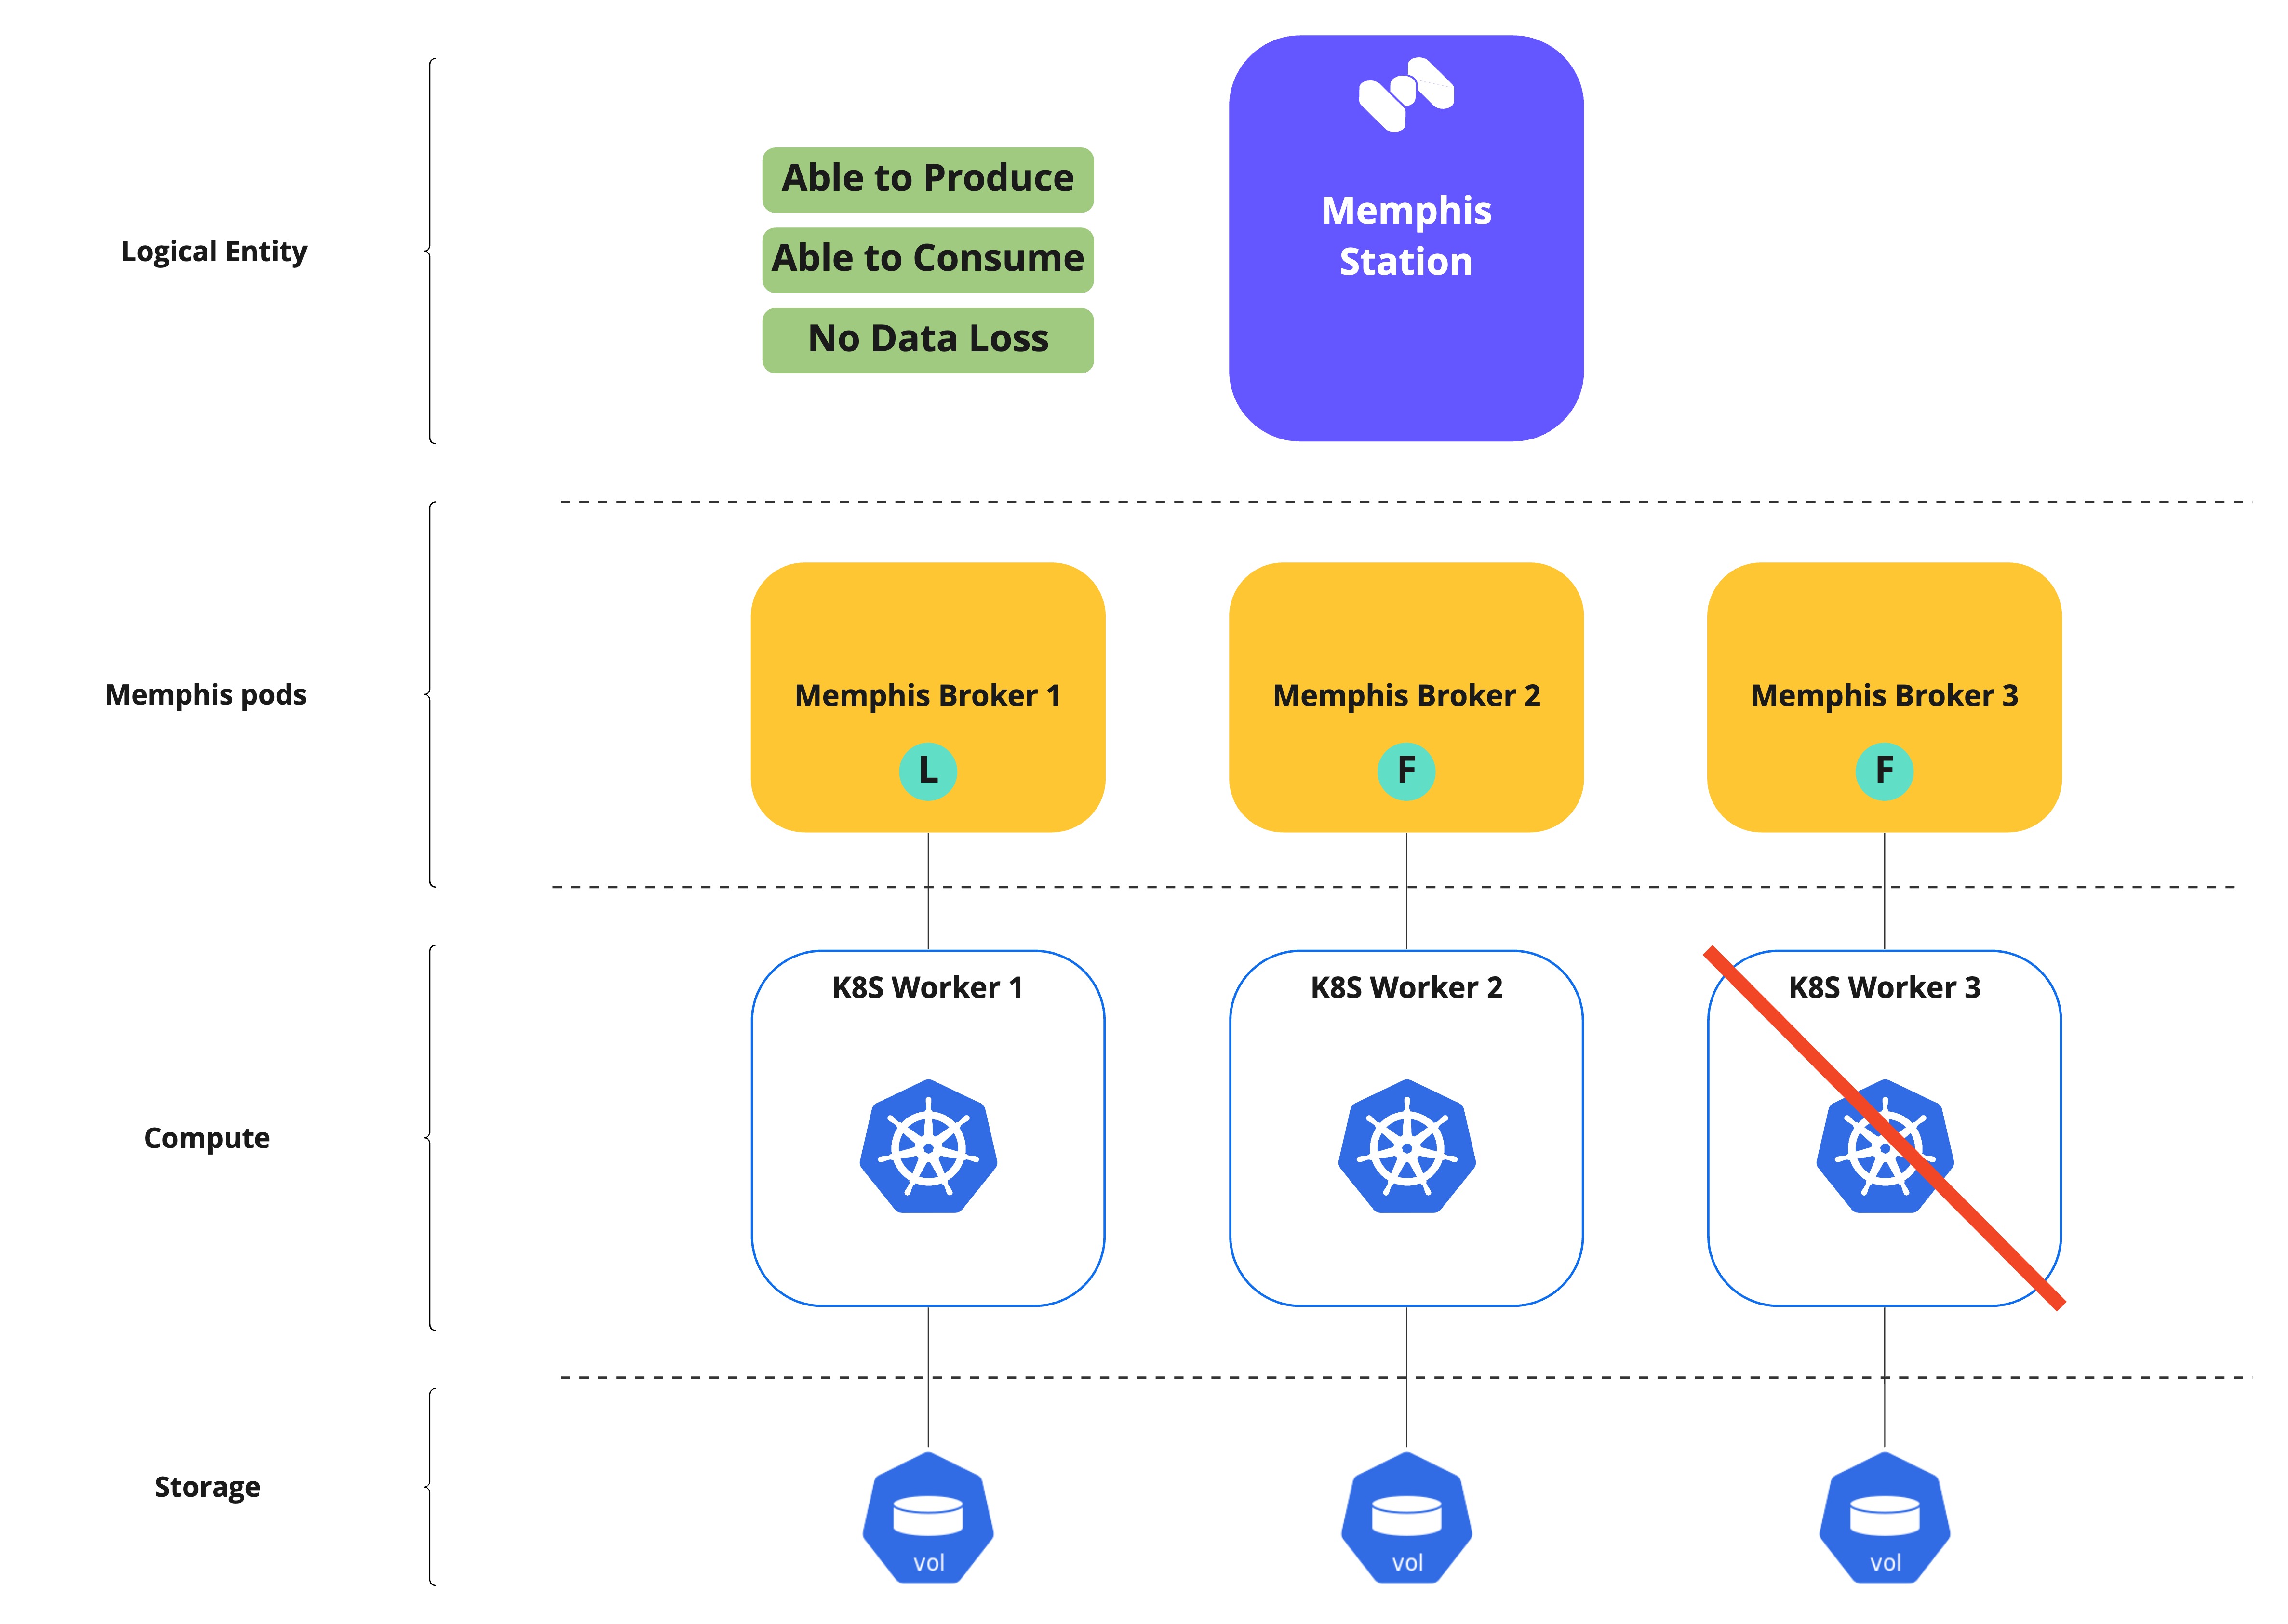 Logical Entity
Able to Produce
Able to Consume
No Data Loss
Memphis
Station
Memphis pods
Memphis Broker 1
L
Memphis Broker 2
F
Memphis Broker 3
F
Compute
K8S Worker 1
K8S Worker 2
K8S Worker 3
Storage
vol
vol
vol